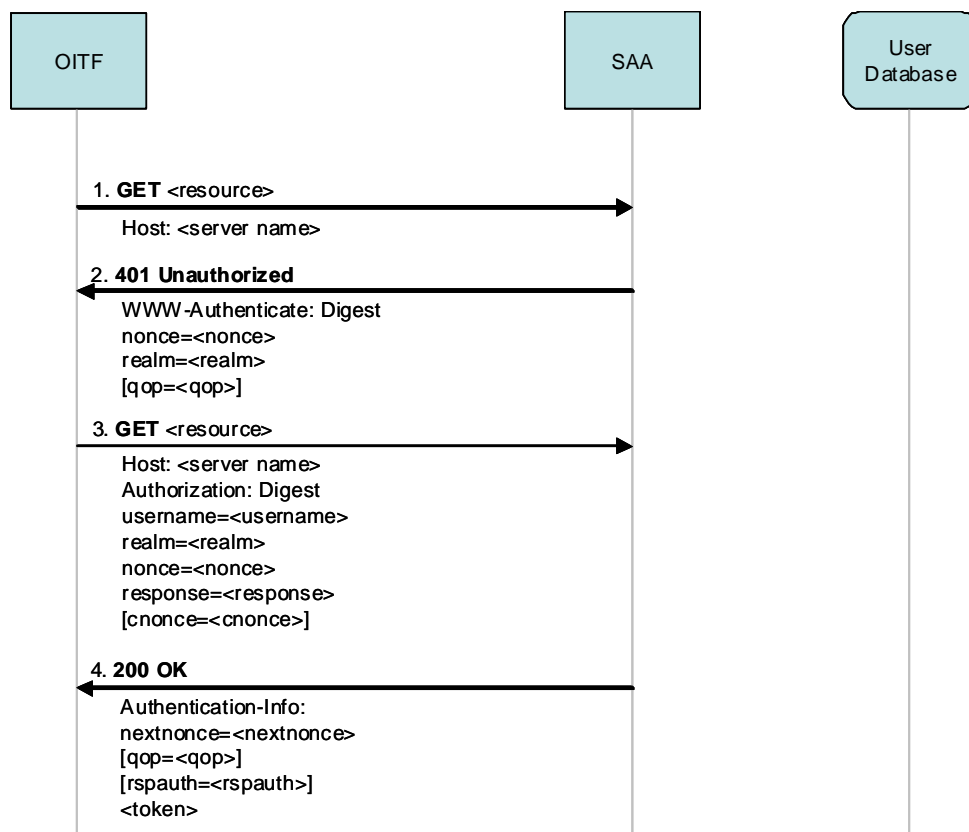 OITF
SAA
User
Database
1. GET <resource>
Host: <server name>
2. 401 Unauthorized
WWW-Authenticate: Digest
nonce=<nonce>
realm=<realm>
[qop=<qop>]
3. GET <resource>
Host: <server name>
Authorization: Digest
username=<username>
realm=<realm>
nonce=<nonce>
response=<response>
[cnonce=<cnonce>]
4. 200 OK
Authentication-Info:
nextnonce=<nextnonce>
[qop=<qop>]
[rspauth=<rspauth>]
<token>